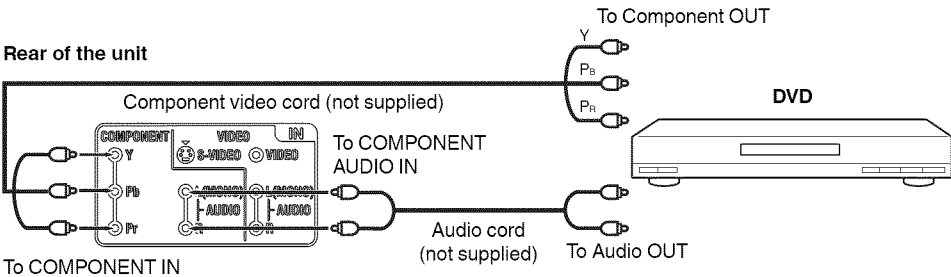 To Component OUT
Rear of the unit
Y
PB
PR
Component video cord (not supplied)
DVD
COMPONENT
VIDEO
IN
Y
S-VIDEO
VIDEO
To COMPONENT
AUDIO IN
Pb
L(MONO)
L(MONO)
AUDIO
AUDIO
Pr
R
R
Audio cord
(not supplied)
To Audio OUT
To COMPONENT IN